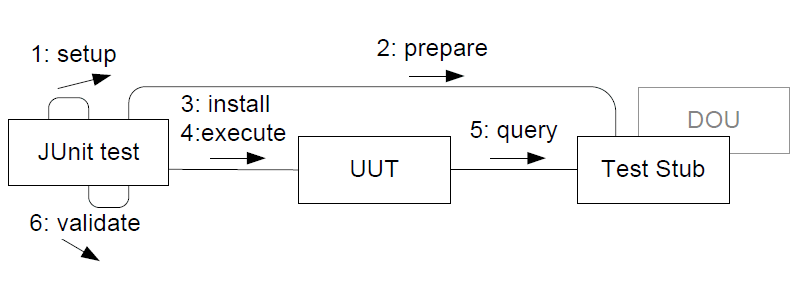 1: setup
2: prepare
3: install
4:execute
5: query
DOU
JUnit test
UUT
Test Stub
6: validate